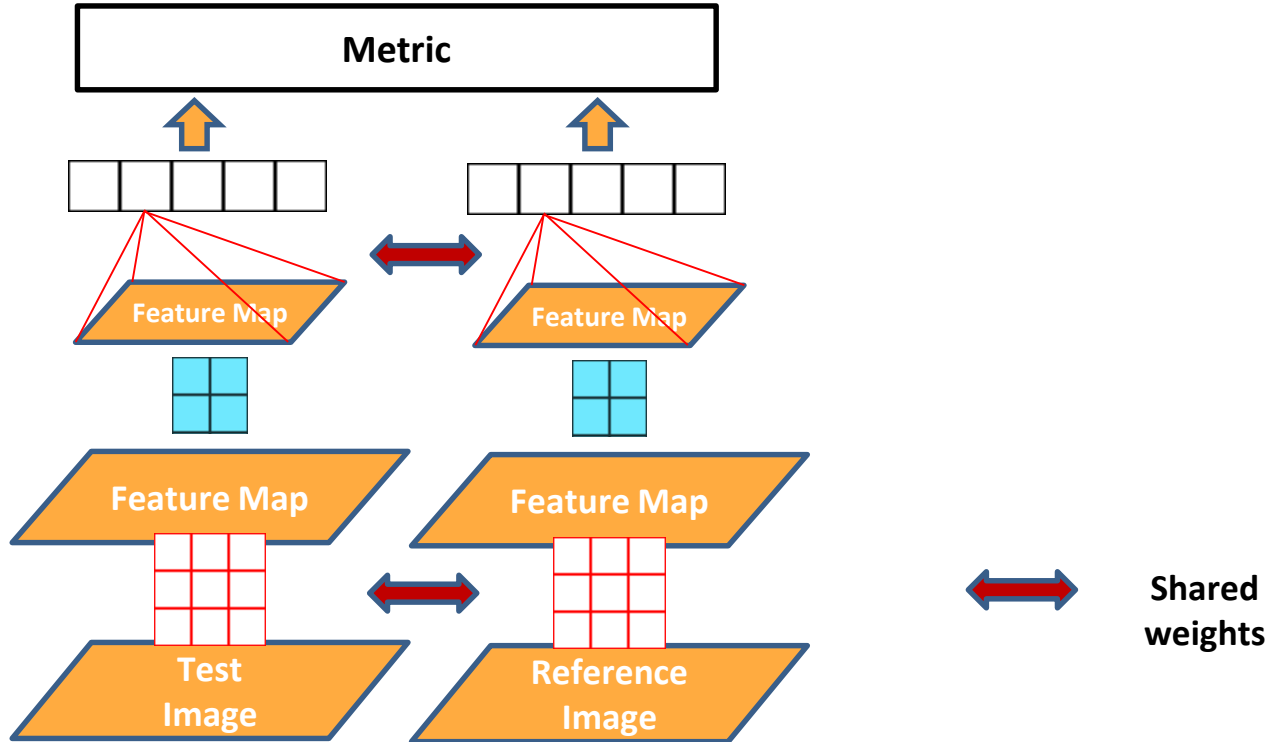 Metric
Feature Map
Feature Map
Feature Map
Feature Map
Shared
weights
Test
Image
Reference
Image